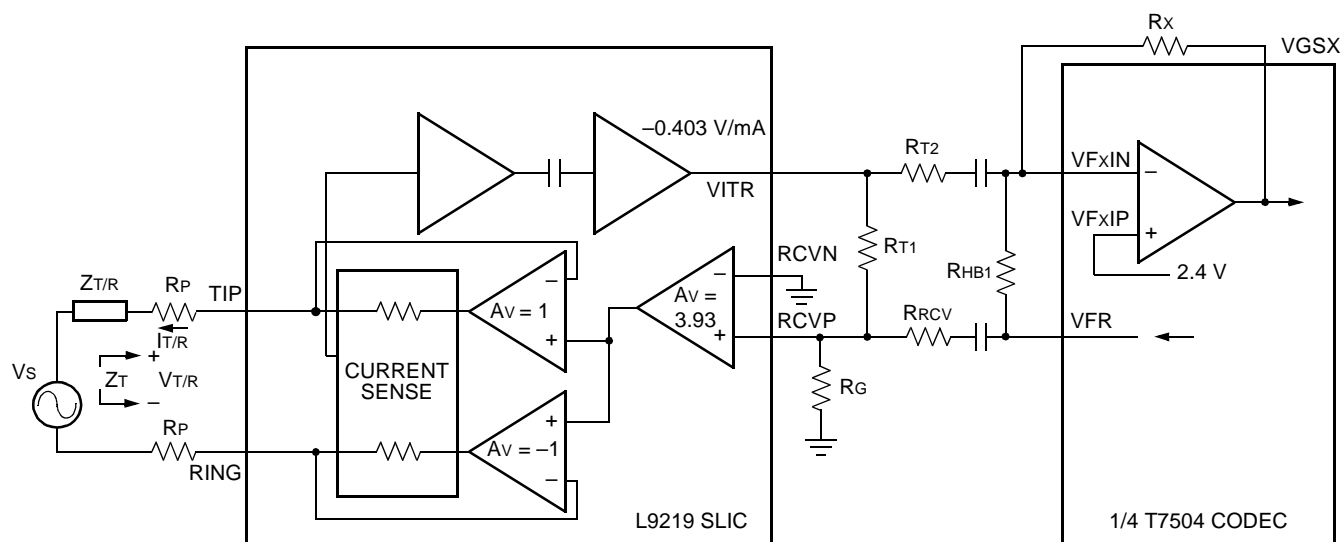 RX
VGSX
–0.403 V/mA
RT2
VITR
VFXIN
–
VFXIP
+
2.4 V
RT1
RHB1
RCVN
–
AV = 3.93
+
RCVP
RRCV
VFR
RG
ZT/R
RP
TIP
IT/R
+
VS
ZT
VT/R
–
RP
RING
–
AV = 1
+
CURRENT
SENSE
+
AV = –1
–
L9219 SLIC
1/4 T7504 CODEC